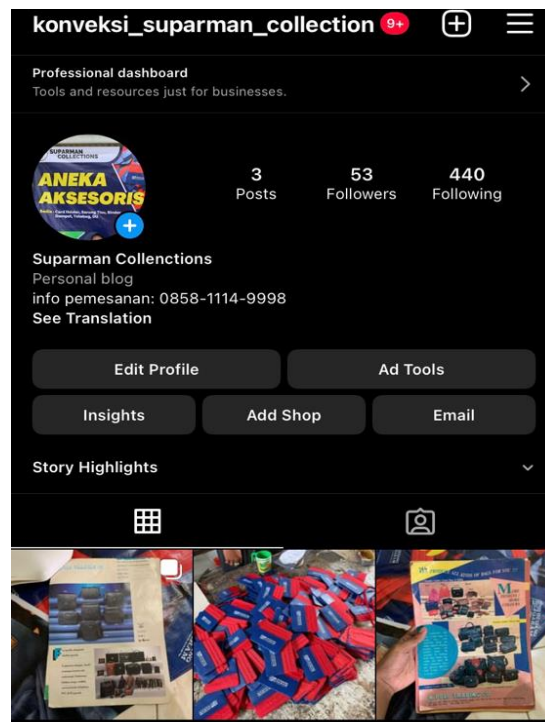 konveksi_suparman_collection 9+
Professional dashboard
Tools and resources just for businesses.
SUPARMAN
COLLECTIONS
ANEKA
AKSESORIS
3 53 440
Posts Followers Following
Suparman Collenctions
Personal blog
info pemesanan: 0858-1114-9998
See Translation
Edit Profile Ad Tools
Insights Add Shop Email
Story Highlights